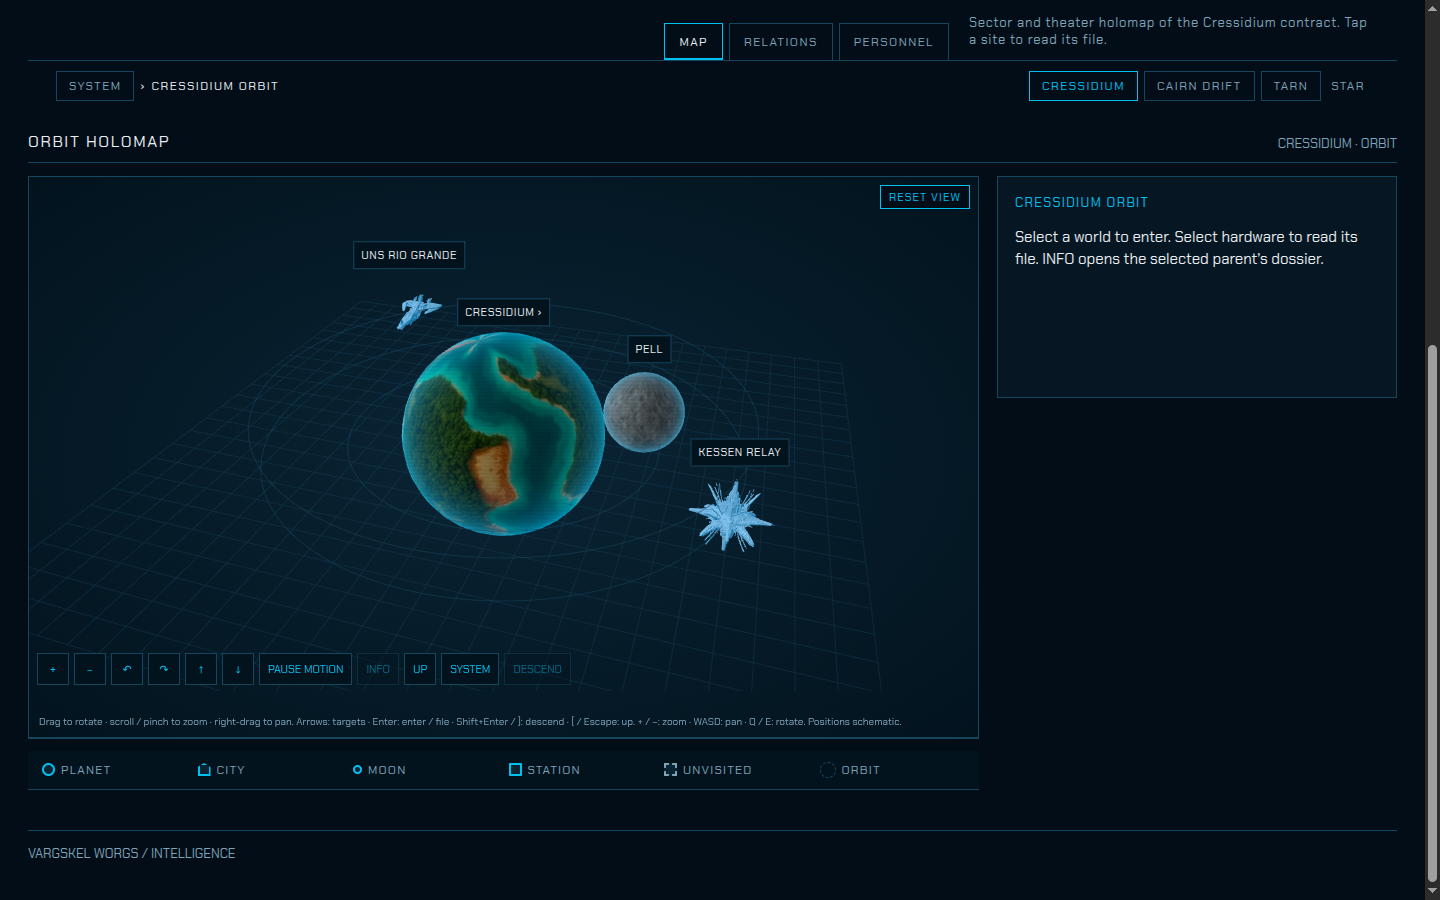 MAP
RELATIONS
PERSONNEL
Sector and theater holomap of the Cressidium contract. Tap
a site to read its file.
SYSTEM
› CRESSIDIUM ORBIT
CRESSIDIUM
CAIRN DRIFT
TARN
STAR
ORBIT HOLOMAP
CRESSIDIUM · ORBIT
RESET VIEW
UNS RIO GRANDE
CRESSIDIUM ›
PELL
KESSEN RELAY
+
−
↶
↷
↑
↓
PAUSE MOTION
INFO
UP
SYSTEM
DESCEND
Drag to rotate · scroll / pinch to zoom · right-drag to pan. Arrows: targets · Enter: enter / file · Shift+Enter / ]: descend · [ / Escape: up. + / −: zoom · WASD: pan · Q / E: rotate. Positions schematic.
PLANET
CITY
MOON
STATION
UNVISITED
ORBIT
CRESSIDIUM ORBIT
Select a world to enter. Select hardware to read its
file. INFO opens the selected parent's dossier.
VARGSKEL WORGS / INTELLIGENCE